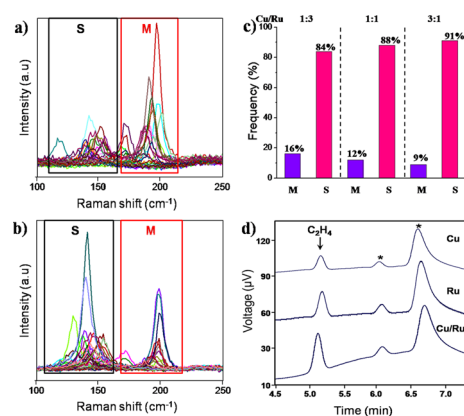 a)
S
M
Intensity (a.u)
100
150
200
250
Raman shift (cm-1)
b)
S
M
Intensity (a.u)
100
150
200
250
Raman shift (cm-1)
c)
Cu/Ru 1:3 1:1 3:1
100
80
60
40
20
0
Frequency (%)
16%
84%
12%
88%
9%
91%
M S M S M S
d)
C2H4
*
*
Cu
Ru
Cu/Ru
Voltage (µV)
120
90
60
30
10
4.5 5.0 5.5 6.0 6.5 7.0
Time (min)